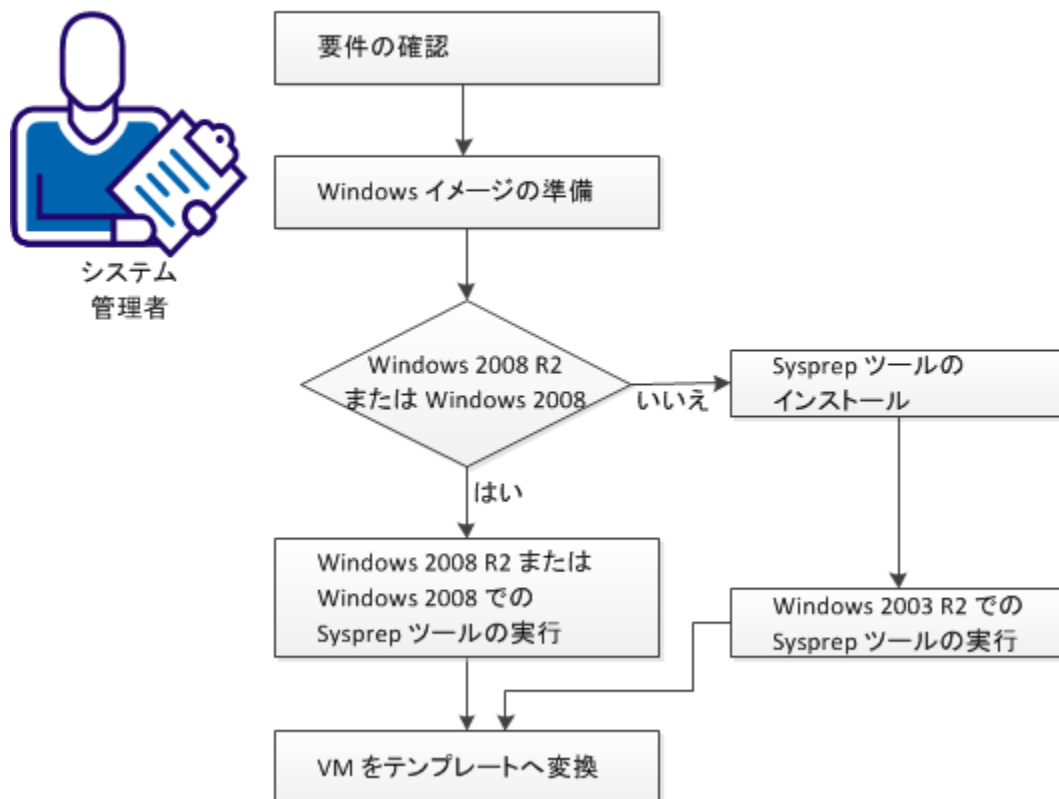 要件の確認
Windows イメージの準備
システム
管理者
Windows 2008 R2
または Windows 2008
いいえ
Sysprep ツールの
インストール
はい
Windows 2008 R2 または
Windows 2008 での
Sysprep ツールの実行
Windows 2003 R2 での
Sysprep ツールの実行
VM をテンプレートへ変換